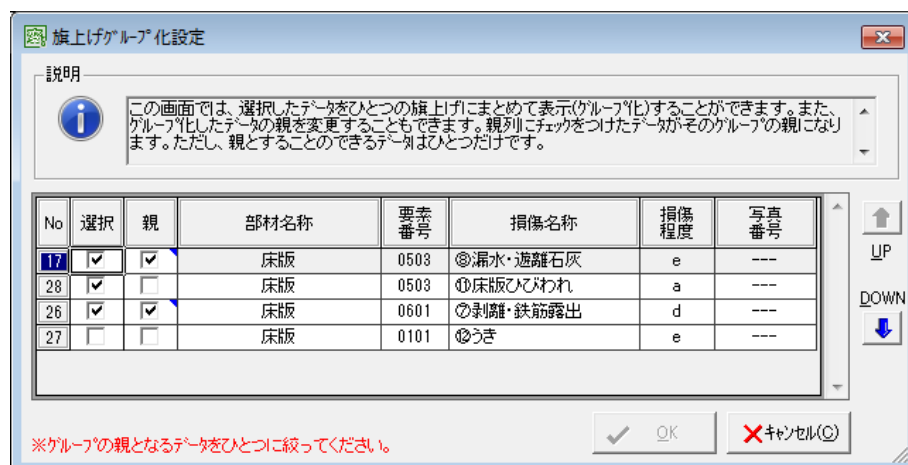 旗上げｸﾞﾙｰﾌﾟ化設定
説明
この画面では、選択したﾃﾞｰﾀをひとつの旗上げにまとめて表示(ｸﾞﾙｰﾌﾟ化)することができます。また、
ｸﾞﾙｰﾌﾟ化したﾃﾞｰﾀの親を変更することもできます。親列にﾁｪｯｸをつけたﾃﾞｰﾀがそのｸﾞﾙｰﾌﾟの親になり
ます。ただし、親とすることのできるﾃﾞｰﾀはひとつだけです。
No 選択 親 部材名称 要素番号 損傷名称 損傷程度 写真番号
17 床版 0503 ⑧漏水・遊離石灰 e ---
28 床版 0503 ⑪床版ひびわれ a ---
26 床版 0601 ⑦剥離・鉄筋露出 d ---
27 床版 0101 ⑫うき e ---
UP
DOWN
※ｸﾞﾙｰﾌﾟの親となるﾃﾞｰﾀをひとつに絞ってください。
OK
ｷｬﾝｾﾙ(C)